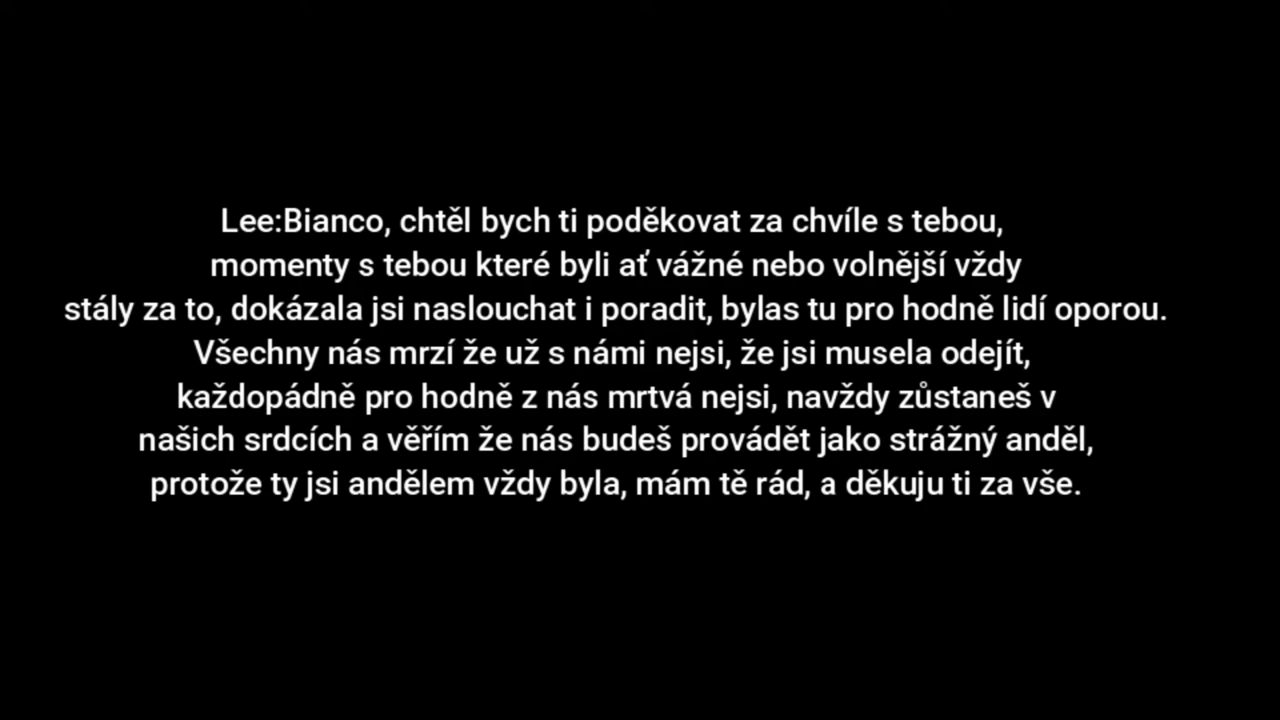 Lee:Bianco, chtěl bych ti poděkovat za chvíle s tebou,
momenty s tebou které byli ať vážné nebo volnější vždy
stály za to, dokázala jsi naslouchat i poradit, bylas tu pro hodně lidí oporou.
Všechny nás mrzí že už s námi nejsi, že jsi musela odejít,
každopádně pro hodně z nás mrtvá nejsi, navždy zůstaneš v
našich srdcích a věřím že nás budeš provádět jako strážný anděl,
protože ty jsi andělem vždy byla, mám tě rád, a děkuju ti za vše.